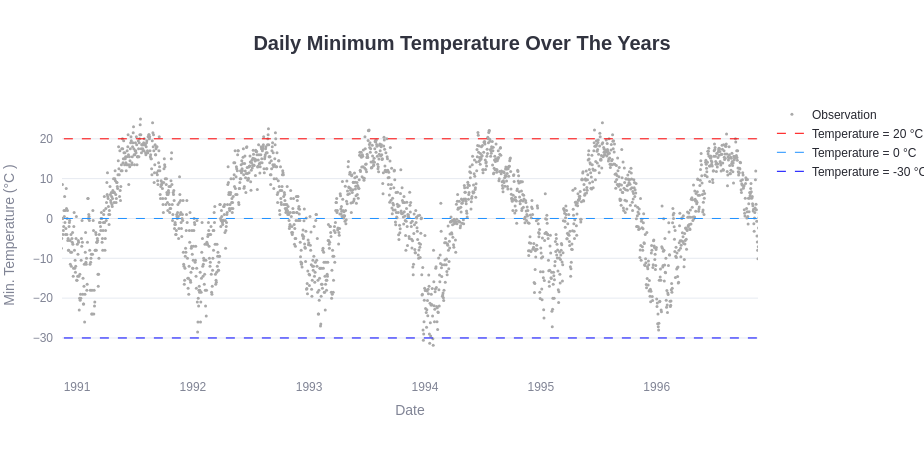 Daily Minimum Temperature Over The Years
Min. Temperature (°C )
20
10
0
−10
−20
−30
1991
1992
1993
1994
1995
1996
Date
Observation
Temperature = 20 °C
Temperature = 0 °C
Temperature = -30 °C